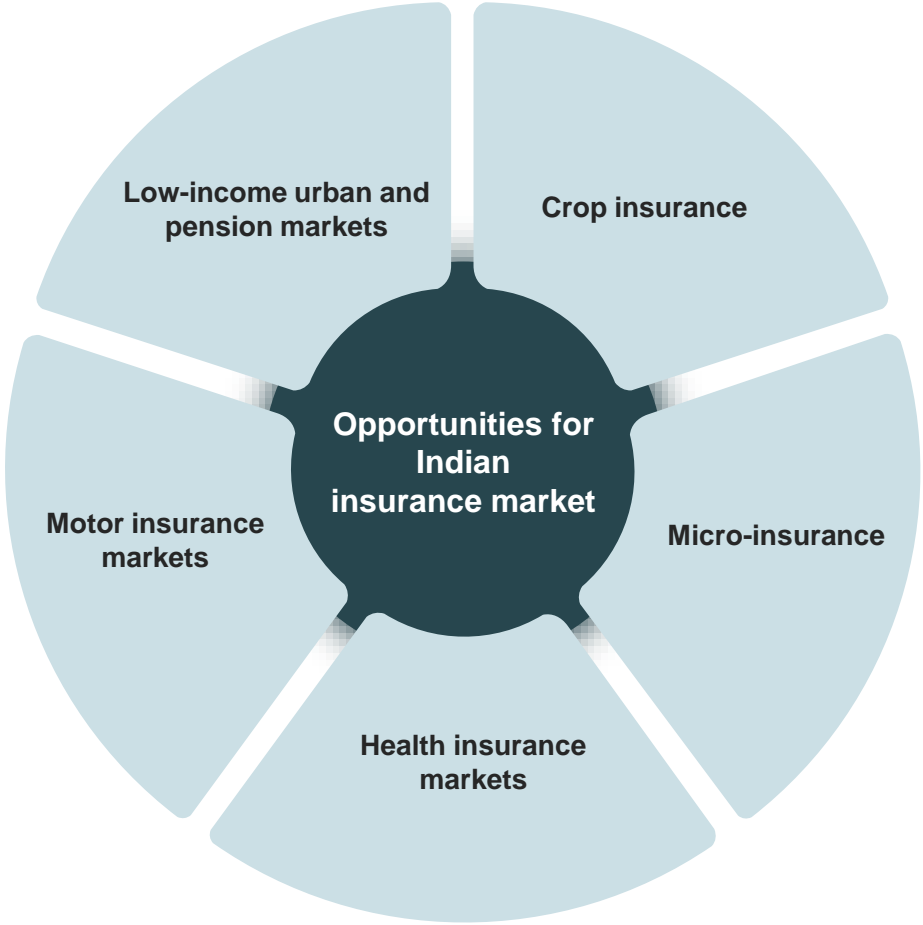 Low-income urban and
pension markets
Crop insurance
Opportunities for
Indian
insurance market
Motor insurance
markets
Micro-insurance
Health insurance
markets